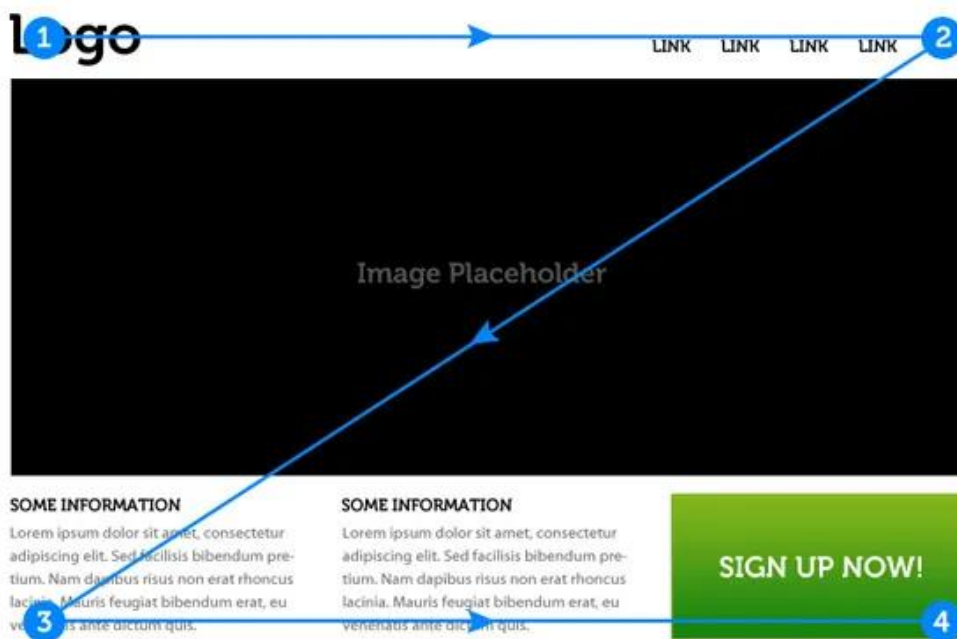 Logo
1
2
LINK LINK LINK LINK
Image Placeholder
SOME INFORMATION
Lorem ipsum dolor sit amet, consectetur
adipiscing elit. Sed facilisis bibendum pre-
tium. Nam dapibus risus non erat rhoncus
lacinia. Mauris feugiat bibendum erat, eu
venenatis ante dictum quis.
SOME INFORMATION
Lorem ipsum dolor sit amet, consectetur
adipiscing elit. Sed facilisis bibendum pre-
tium. Nam dapibus risus non erat rhoncus
lacinia. Mauris feugiat bibendum erat, eu
venenatis ante dictum quis.
SIGN UP NOW!
3
4